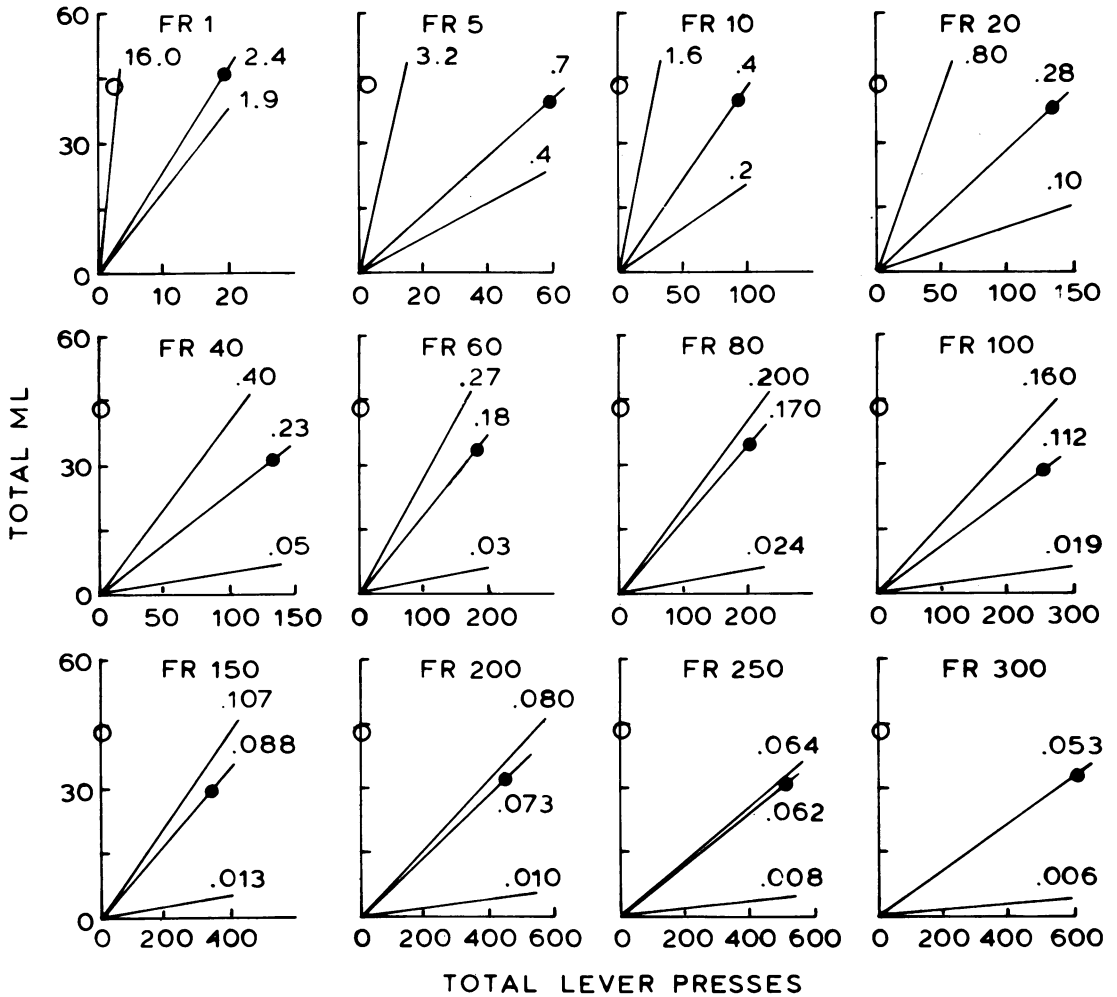 TOTAL ML
FR 1
60
30
0
0 10 20
16.0
2.4
1.9
FR 5
0 20 40 60
3.2
.7
.4
FR 10
0 50 100
1.6
.4
.2
FR 20
0 50 100 150
.80
.28
.10
FR 40
60
30
0
0 50 100 150
.40
.23
.05
FR 60
0 100 200
.27
.18
.03
FR 80
0 100 200
.200
.170
.024
FR 100
0 100 200 300
.160
.112
.019
FR 150
60
30
0
0 200 400
.107
.088
.013
FR 200
0 200 400 600
.080
.073
.010
FR 250
0 200 400 600
.064
.062
.008
FR 300
0 200 400 600
.053
.006
TOTAL LEVER PRESSES